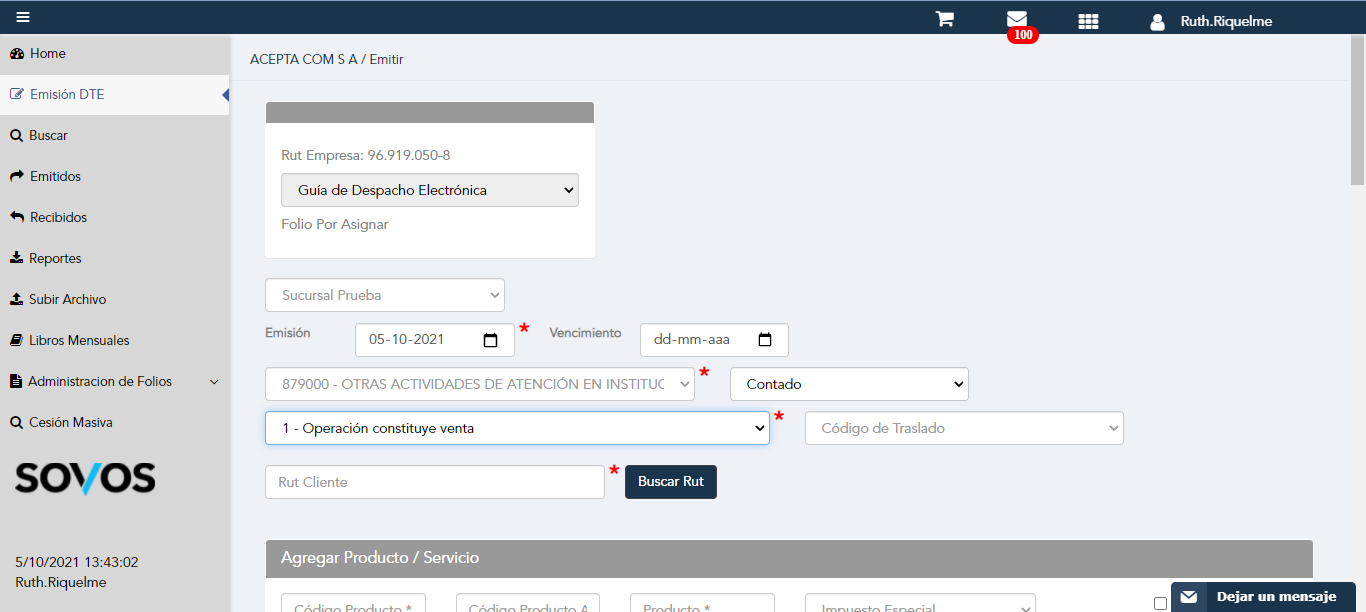 Ruth.Riquelme
100
Home
ACEPTA COM S A / Emitir
Emisión DTE
Buscar
Emitidos
Recibidos
Reportes
Subir Archivo
Libros Mensuales
Administracion de Folios
Cesión Masiva
SOVOS
5/10/2021 13:43:02
Ruth.Riquelme
Rut Empresa: 96.919.050-8
Guía de Despacho Electrónica
Folio Por Asignar
Sucursal Prueba
Emisión 05-10-2021 * Vencimiento dd-mm-aaa
879000 - OTRAS ACTIVIDADES DE ATENCIÓN EN INSTITUC * Contado
1 - Operación constituye venta * Código de Traslado
Rut Cliente * Buscar Rut
Agregar Producto / Servicio
Código Producto * Código Producto A Producto * Impuesto Especial
Dejar un mensaje